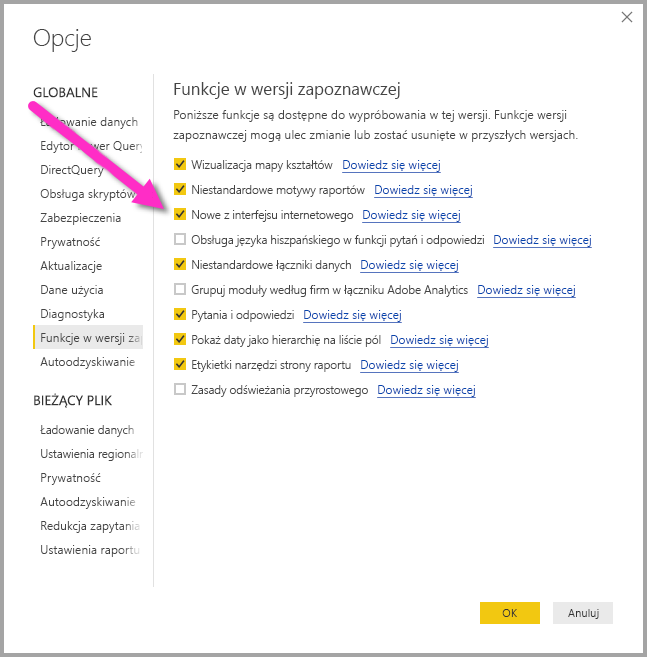 Opcje
GLOBALNE
Ładowanie danych
Edytor Power Query
DirectQuery
Obsługa skryptów
Zabezpieczenia
Prywatność
Aktualizacje
Dane użycia
Diagnostyka
Funkcje w wersji za
Autoodzyskiwanie
BIEŻĄCY PLIK
Ładowanie danych
Ustawienia regional
Prywatność
Autoodzyskiwanie
Redukcja zapytania
Ustawienia raportu
Funkcje w wersji zapoznawczej
Poniższe funkcje są dostępne do wypróbowania w tej wersji. Funkcje wersji
zapoznawczej mogą ulec zmianie lub zostać usunięte w przyszłych wersjach.
Wizualizacja mapy kształtów Dowiedz się więcej
Niestandardowe motywy raportów Dowiedz się więcej
Nowe z interfejsu internetowego Dowiedz się więcej
Obsługa języka hiszpańskiego w funkcji pytań i odpowiedzi Dowiedz się więcej
Niestandardowe łączniki danych Dowiedz się więcej
Grupuj moduły według firm w łączniku Adobe Analytics Dowiedz się więcej
Pytania i odpowiedzi Dowiedz się więcej
Pokaż daty jako hierarchię na liście pól Dowiedz się więcej
Etykietki narzędzi strony raportu Dowiedz się więcej
Zasady odświeżania przyrostowego Dowiedz się więcej
OK
Anuluj